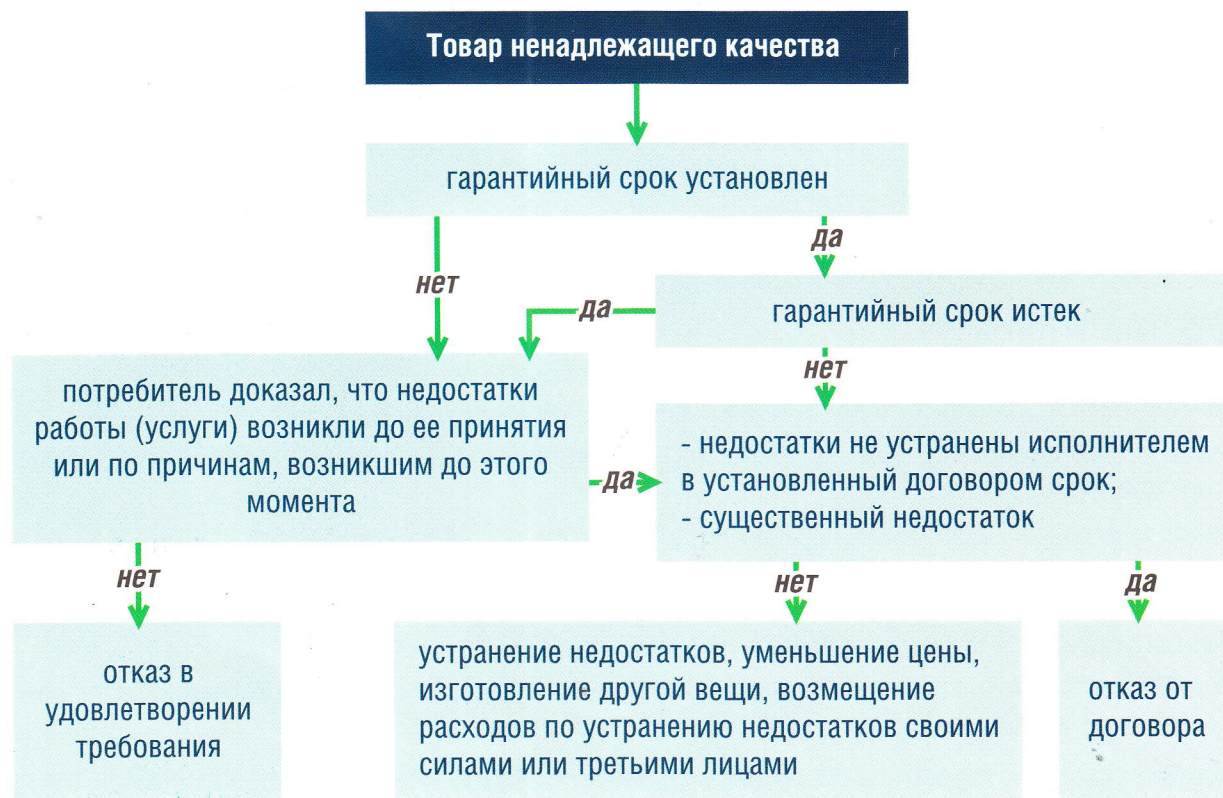 Товар ненадлежащего качества
гарантийный срок установлен
да
нет
да
гарантийный срок истек
нет
потребитель доказал, что недостатки
работы (услуги) возникли до ее принятия
или по причинам, возникшим до этого
момента
да
- недостатки не устранены исполнителем
в установленный договором срок;
- существенный недостаток
нет
нет
да
отказ в
удовлетворении
требования
устранение недостатков, уменьшение цены,
изготовление другой вещи, возмещение
расходов по устранению недостатков своими
силами или третьими лицами
отказ от
договора